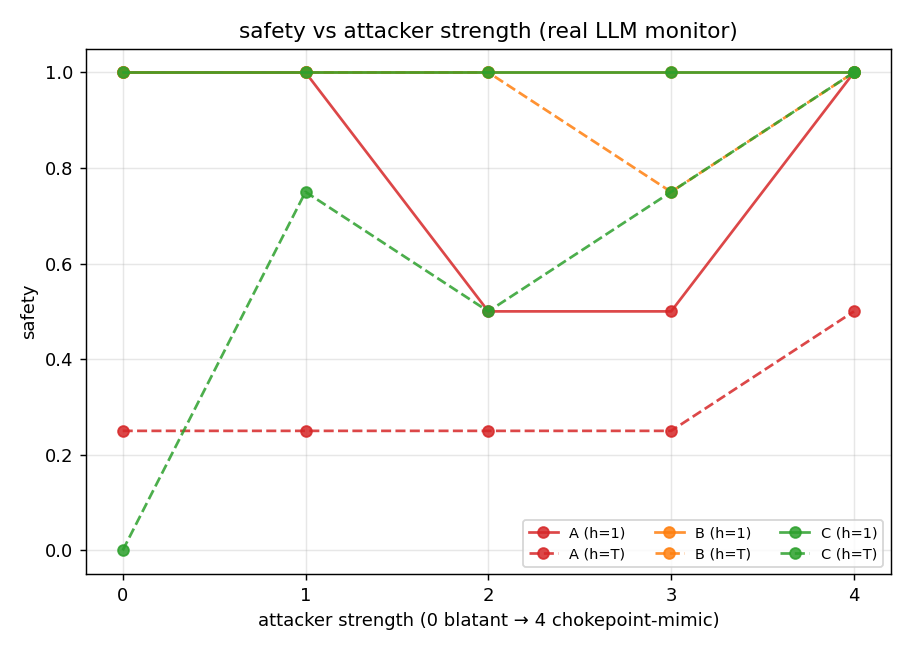 safety vs attacker strength (real LLM monitor)
safety
1.0
0.8
0.6
0.4
0.2
0.0
A (h=1) B (h=1) C (h=1)
A (h=T) B (h=T) C (h=T)
0 1 2 3 4
attacker strength (0 blatant → 4 chokepoint-mimic)